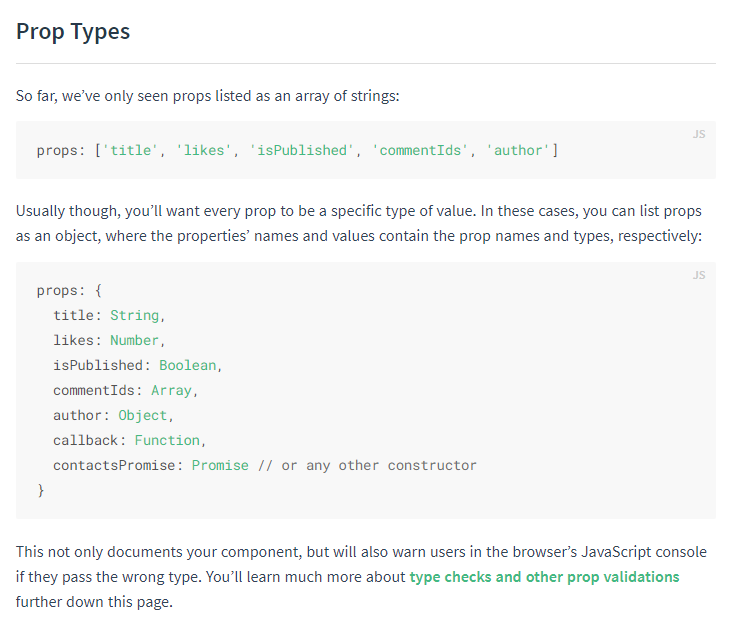 Prop Types
So far, we’ve only seen props listed as an array of strings:
JS
props: ['title', 'likes', 'isPublished', 'commentIds', 'author']
Usually though, you’ll want every prop to be a specific type of value. In these cases, you can list props
as an object, where the properties’ names and values contain the prop names and types, respectively:
JS
props: {
  title: String,
  likes: Number,
  isPublished: Boolean,
  commentIds: Array,
  author: Object,
  callback: Function,
  contactsPromise: Promise // or any other constructor
}
This not only documents your component, but will also warn users in the browser’s JavaScript console
if they pass the wrong type. You’ll learn much more about type checks and other prop validations
further down this page.